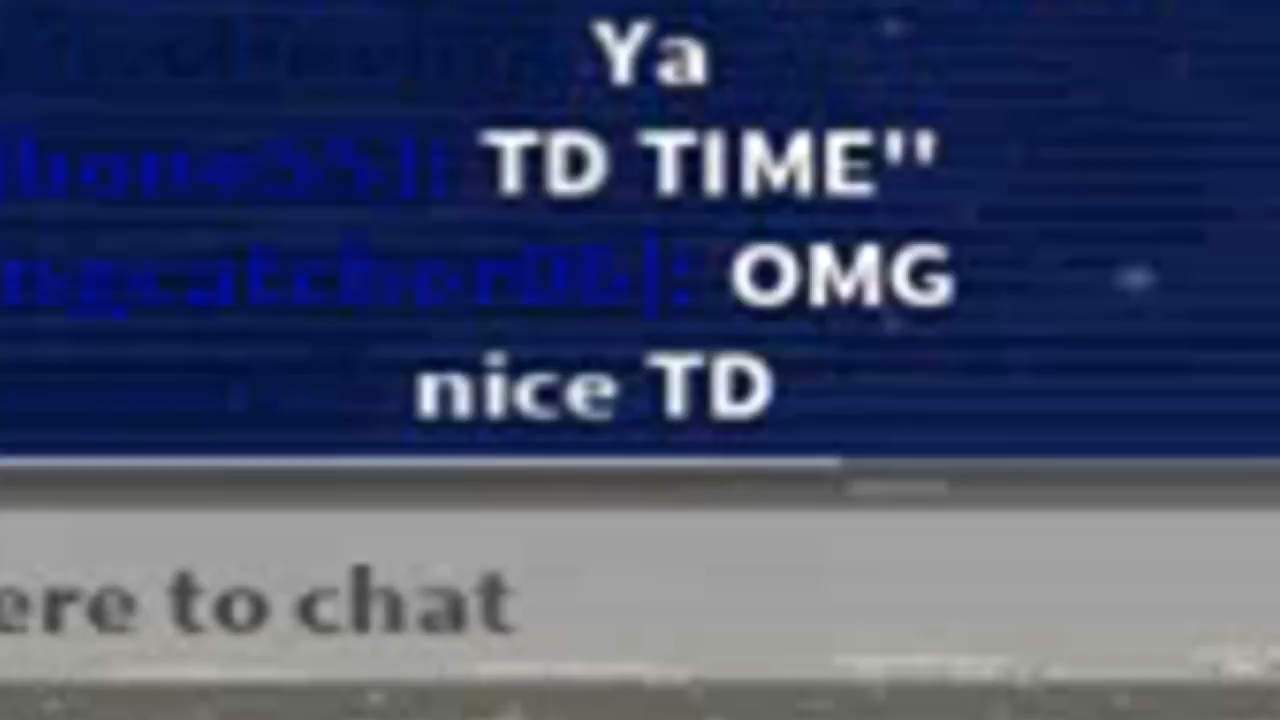 Ya
TD TIME"
OMG
nice TD
ere to chat